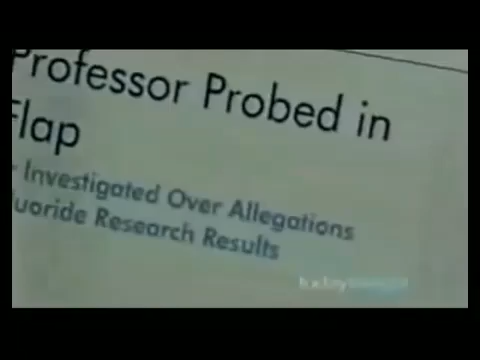 Professor Probed in
Flap
Investigated Over Allegations
uoride Research Results